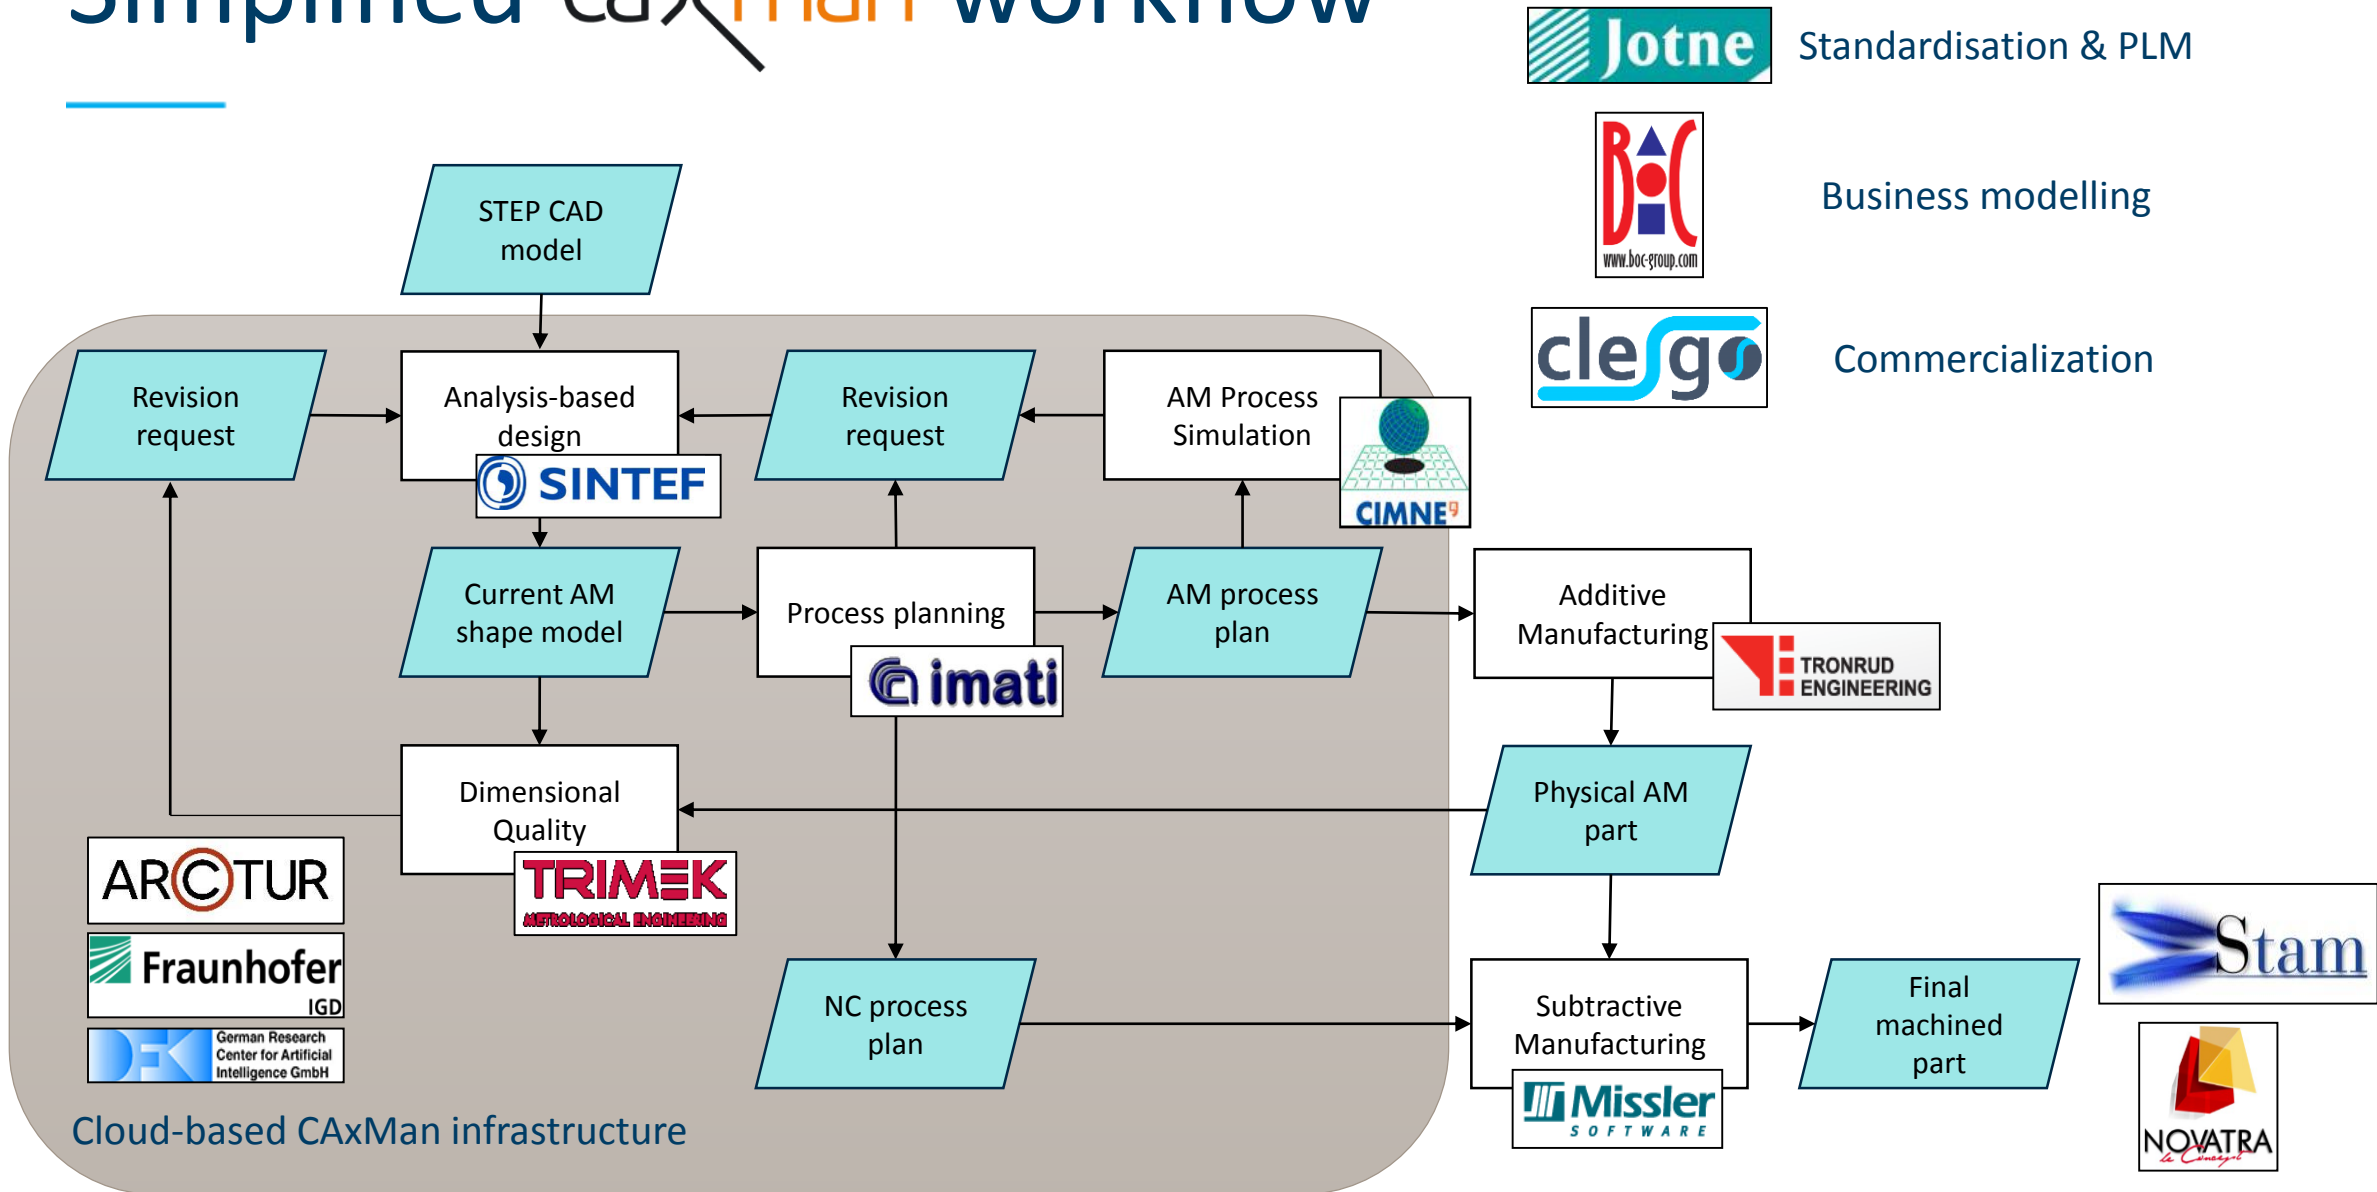 Simplified caxman workflow
Jotne
Standardisation & PLM
BOC
www.boc-group.com
Business modelling
clesgo
Commercialization
STEP CAD
model
Revision
request
Analysis-based
design
SINTEF
Revision
request
AM Process
Simulation
CIMNE
Current AM
shape model
Process planning
imati
AM process
plan
Additive
Manufacturing
TRONRUD
ENGINEERING
Dimensional
Quality
TRIMEK
METROLOGICAL ENGINEERING
Physical AM
part
ARCTUR
Fraunhofer
IGD
DFK
German Research
Center for Artificial
Intelligence GmbH
NC process
plan
Subtractive
Manufacturing
Missler
SOFTWARE
Final
machined
part
Stam
NOVATRA
le Concept
Cloud-based CAxMan infrastructure